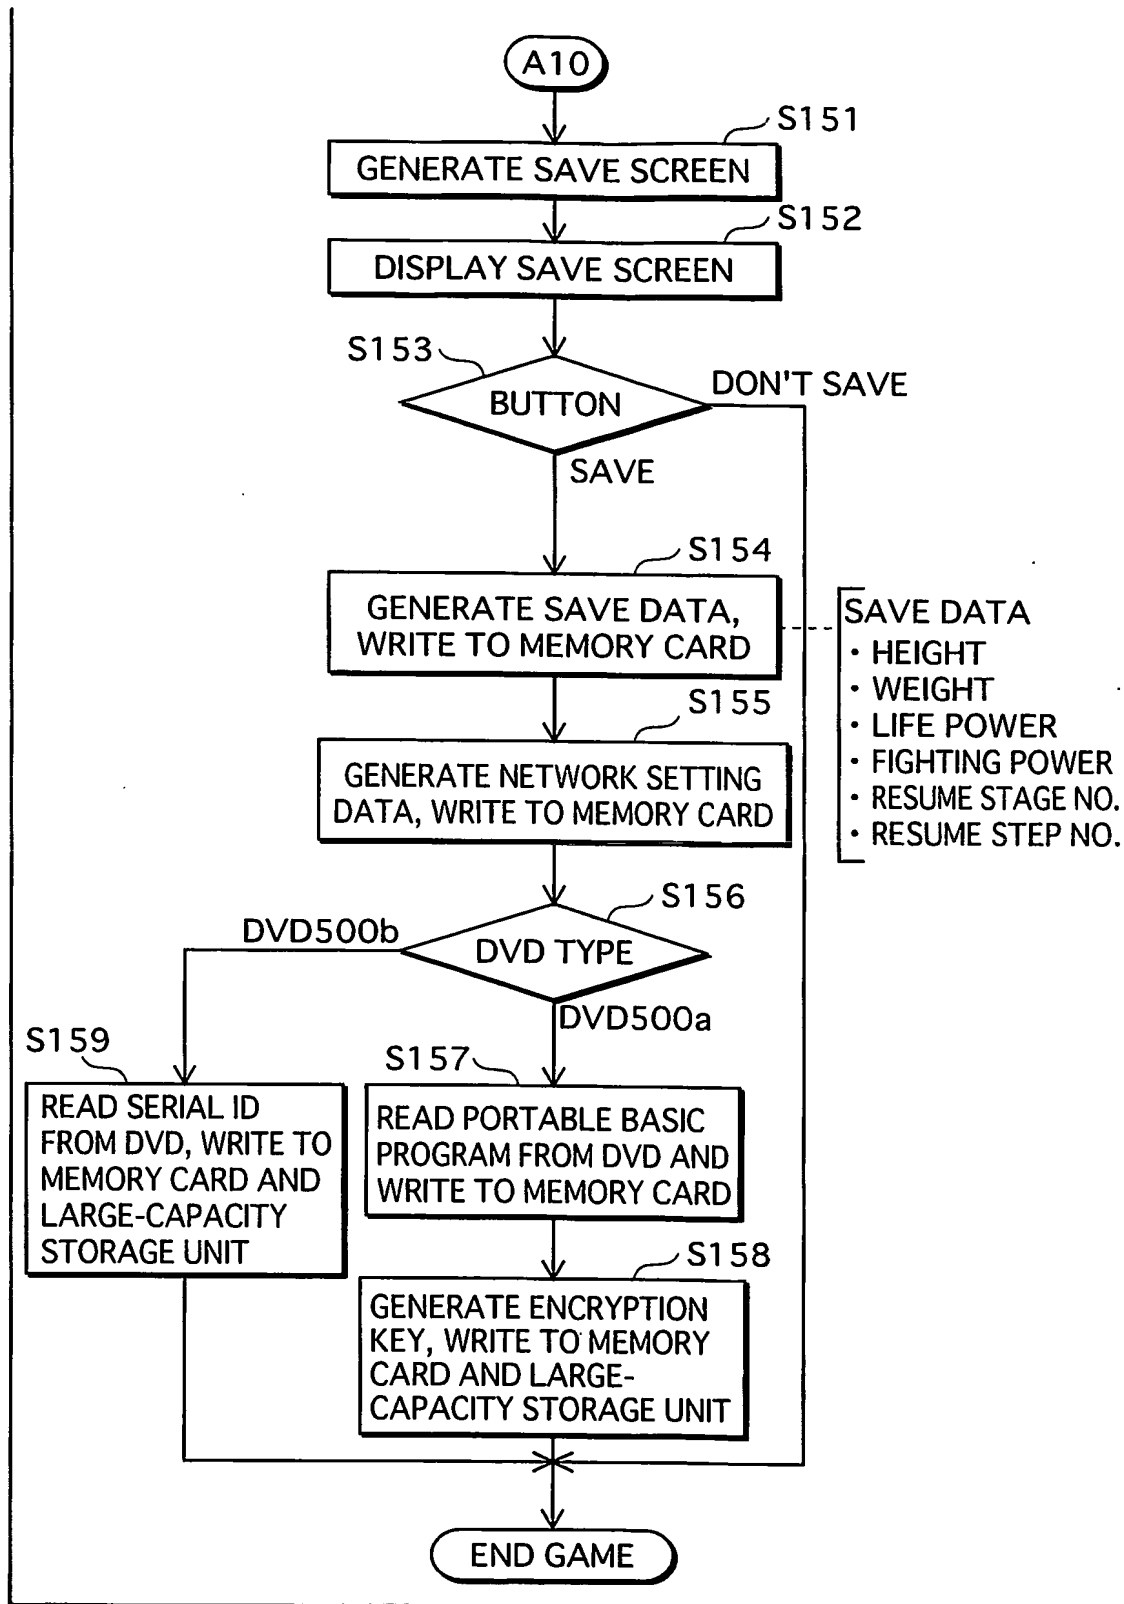 A10
S151
GENERATE SAVE SCREEN
S152
DISPLAY SAVE SCREEN
S153
BUTTON
DON'T SAVE
SAVE
S154
GENERATE SAVE DATA,
WRITE TO MEMORY CARD
SAVE DATA
· HEIGHT
· WEIGHT
· LIFE POWER
· FIGHTING POWER
· RESUME STAGE NO.
· RESUME STEP NO.
S155
GENERATE NETWORK SETTING
DATA, WRITE TO MEMORY CARD
S156
DVD TYPE
DVD500b
DVD500a
S159
READ SERIAL ID
FROM DVD, WRITE TO
MEMORY CARD AND
LARGE-CAPACITY
STORAGE UNIT
S157
READ PORTABLE BASIC
PROGRAM FROM DVD AND
WRITE TO MEMORY CARD
S158
GENERATE ENCRYPTION
KEY, WRITE TO MEMORY
CARD AND LARGE-
CAPACITY STORAGE UNIT
END GAME